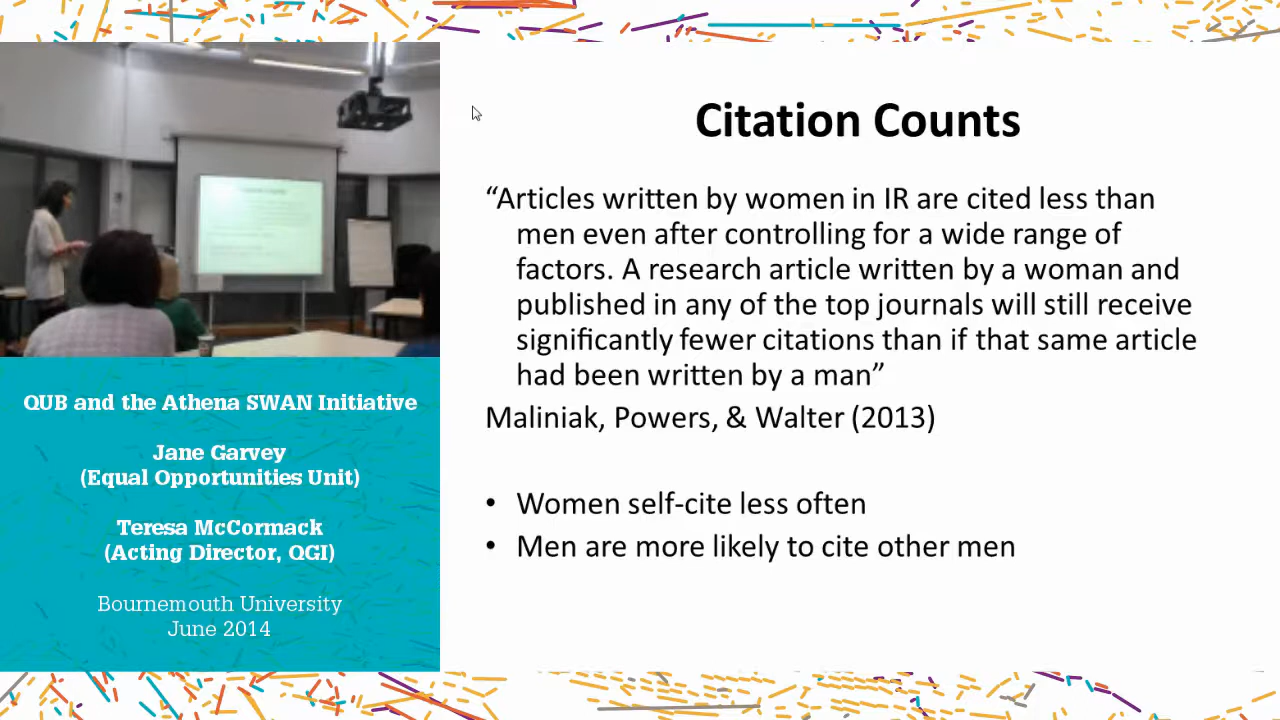 Citation Counts
“Articles written by women in IR are cited less than
men even after controlling for a wide range of
factors. A research article written by a woman and
published in any of the top journals will still receive
significantly fewer citations than if that same article
had been written by a man”
Maliniak, Powers, & Walter (2013)
• Women self-cite less often
• Men are more likely to cite other men
QUB and the Athena SWAN Initiative
Jane Garvey
(Equal Opportunities Unit)
Teresa McCormack
(Acting Director, QGI)
Bournemouth University
June 2014